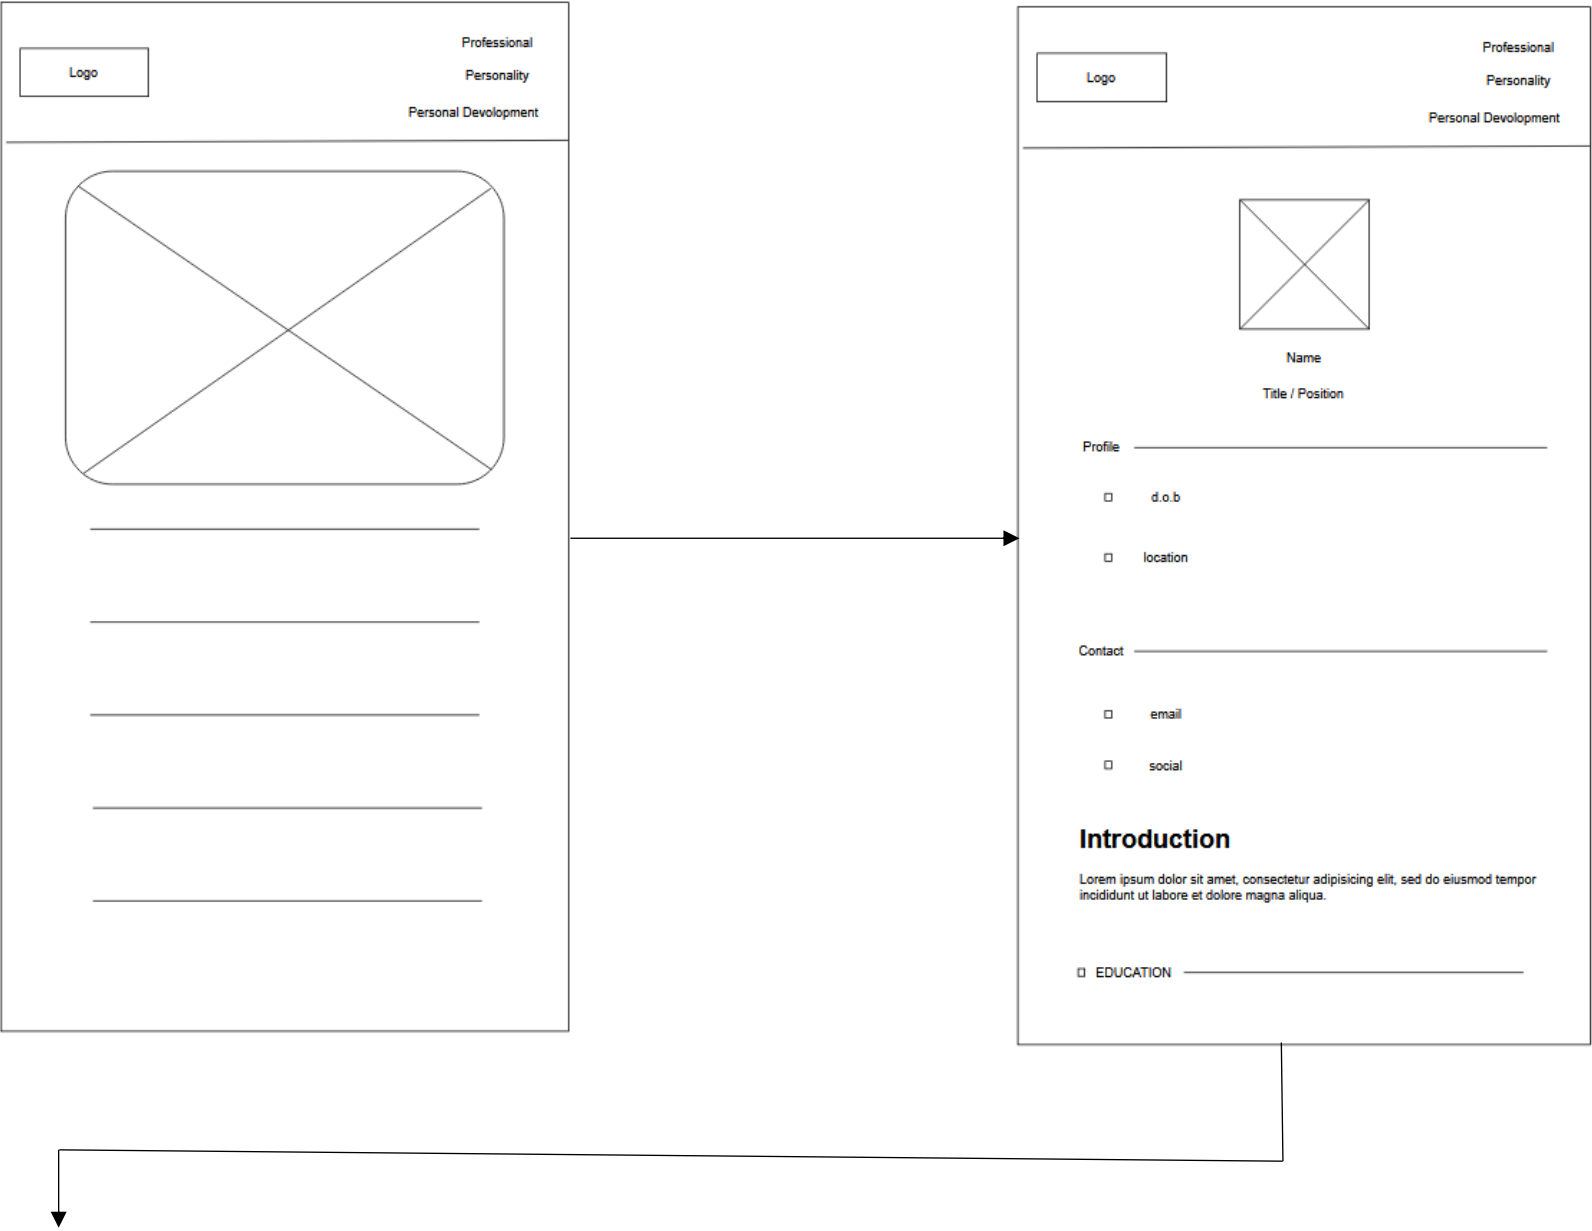 Logo
Professional
Personality
Personal Devolopment
Logo
Professional
Personality
Personal Devolopment
Name
Title / Position
Profile
d.o.b
location
Contact
email
social
Introduction
Lorem ipsum dolor sit amet, consectetur adipisicing elit, sed do eiusmod tempor
incididunt ut labore et dolore magna aliqua.
EDUCATION